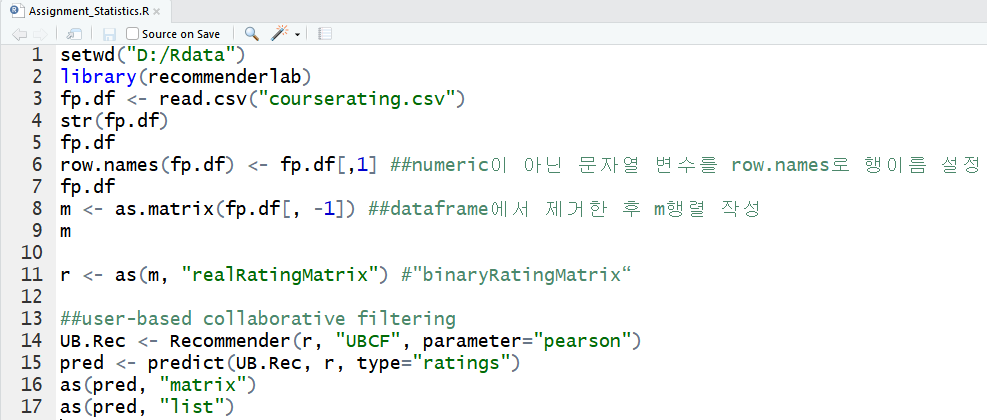 Assignment_Statistics.R
Source on Save
1 setwd("D:/Rdata")
2 library(recommenderlab)
3 fp.df <- read.csv("courserating.csv")
4 str(fp.df)
5 fp.df
6 row.names(fp.df) <- fp.df[,1] ##numeric이 아닌 문자열 변수를 row.names로 행이름 설정
7 fp.df
8 m <- as.matrix(fp.df[, -1]) ##dataframe에서 제거한 후 m행렬 작성
9 m
10
11 r <- as(m, "realRatingMatrix") #"binaryRatingMatrix“
12
13 ##user-based collaborative filtering
14 UB.Rec <- Recommender(r, "UBCF", parameter="pearson")
15 pred <- predict(UB.Rec, r, type="ratings")
16 as(pred, "matrix")
17 as(pred, "list")